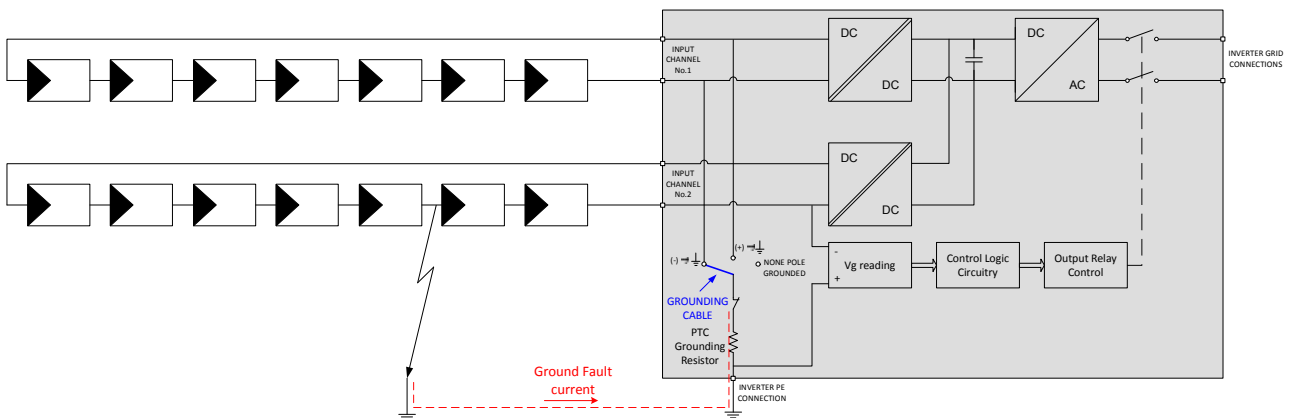 INPUT
CHANNEL
No.1
DC
DC
DC
AC
INVERTER GRID
CONNECTIONS
INPUT
CHANNEL
No.2
DC
DC
(-)
(+)
NONE POLE
GROUNDED
GROUNDING
CABLE
-
+
Vg reading
Control Logic
Circuitry
Output Relay
Control
PTC
Grounding
Resistor
Ground Fault
current
INVERTER PE
CONNECTION